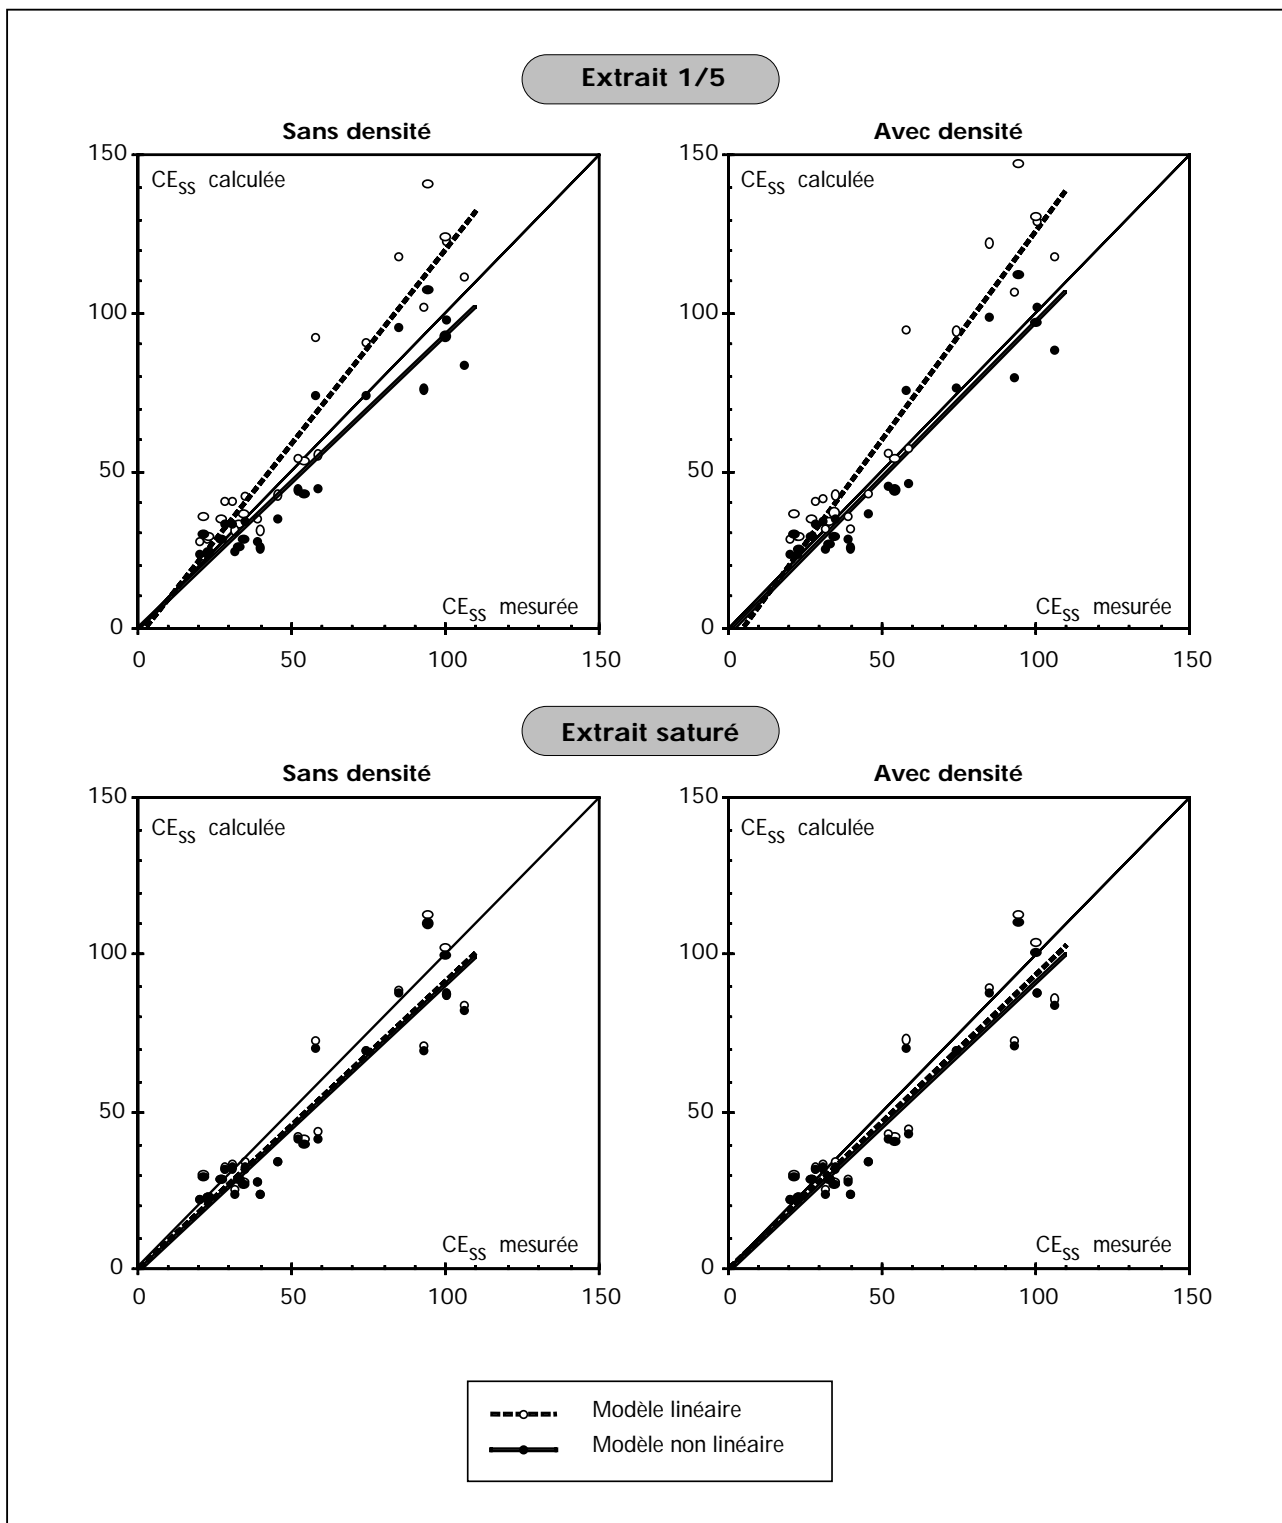 Extrait 1/5
Sans densité
Avec densité
150
CESS calculée
100
50
0
CESS mesurée
0 50 100 150
150
CESS calculée
100
50
0
CESS mesurée
0 50 100 150
Extrait saturé
Sans densité
Avec densité
150
CESS calculée
100
50
0
CESS mesurée
0 50 100 150
150
CESS calculée
100
50
0
CESS mesurée
0 50 100 150
Modèle linéaire
Modèle non linéaire